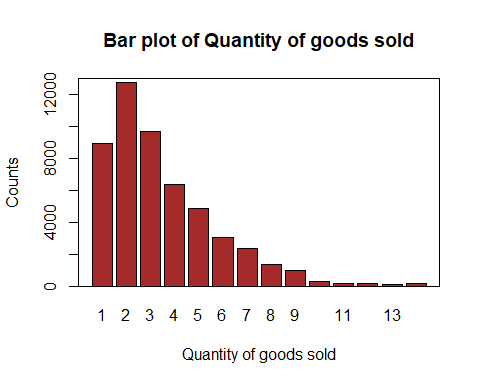 Bar plot of Quantity of goods sold
Counts
12000
8000
4000
0
1 2 3 4 5 6 7 8 9 11 13
Quantity of goods sold